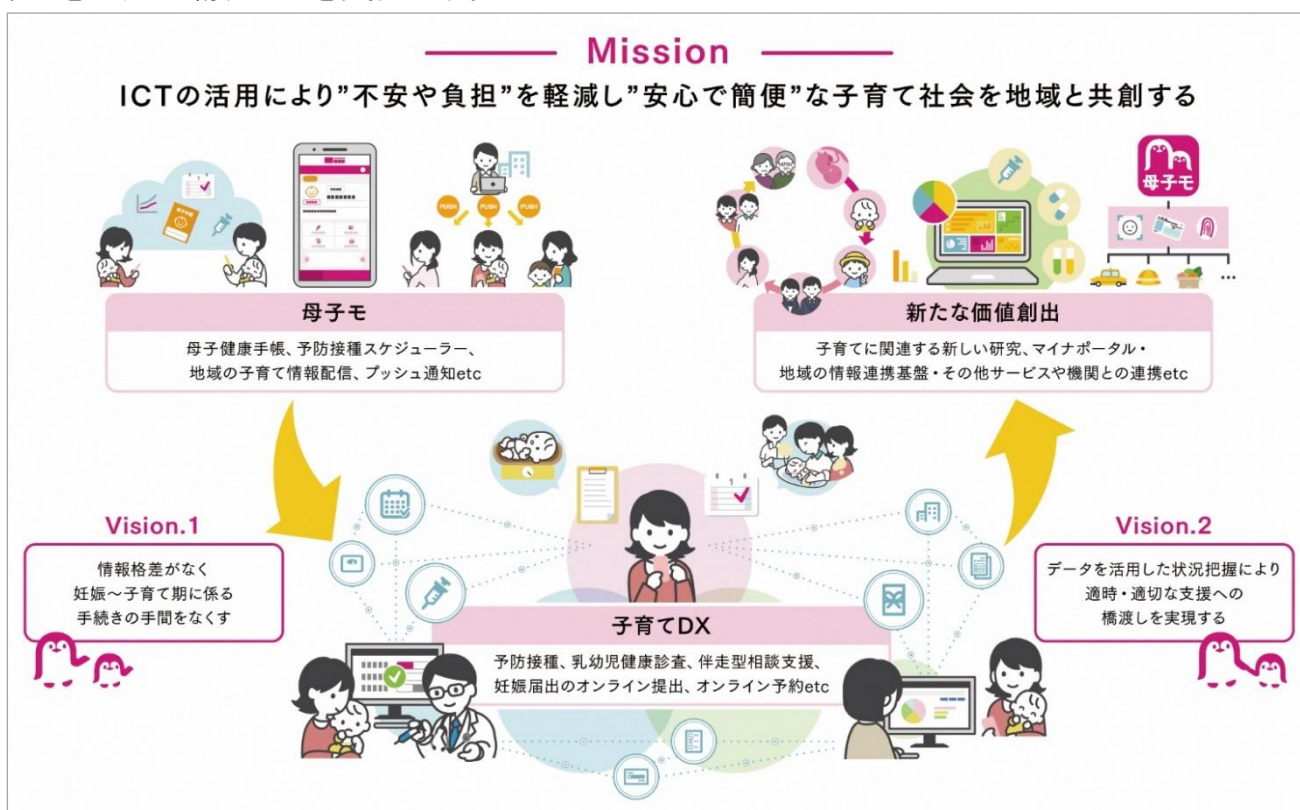 Mission
ICTの活用により”不安や負担”を軽減し”安心で簡便”な子育て社会を地域と共創する
PUSH
PUSH
PUSH
母子モ
母子モ
母子健康手帳、予防接種スケジューラー、
地域の子育て情報配信、プッシュ通知etc
新たな価値創出
子育てに関連する新しい研究、マイナポータル・
地域の情報連携基盤・その他サービスや機関との連携etc
Vision.1
情報格差がなく
妊娠～子育て期に係る
手続きの手間をなくす
Vision.2
データを活用した状況把握により
適時・適切な支援への
橋渡しを実現する
子育てDX
予防接種、乳幼児健康診査、伴走型相談支援、
妊娠届出のオンライン提出、オンライン予約etc